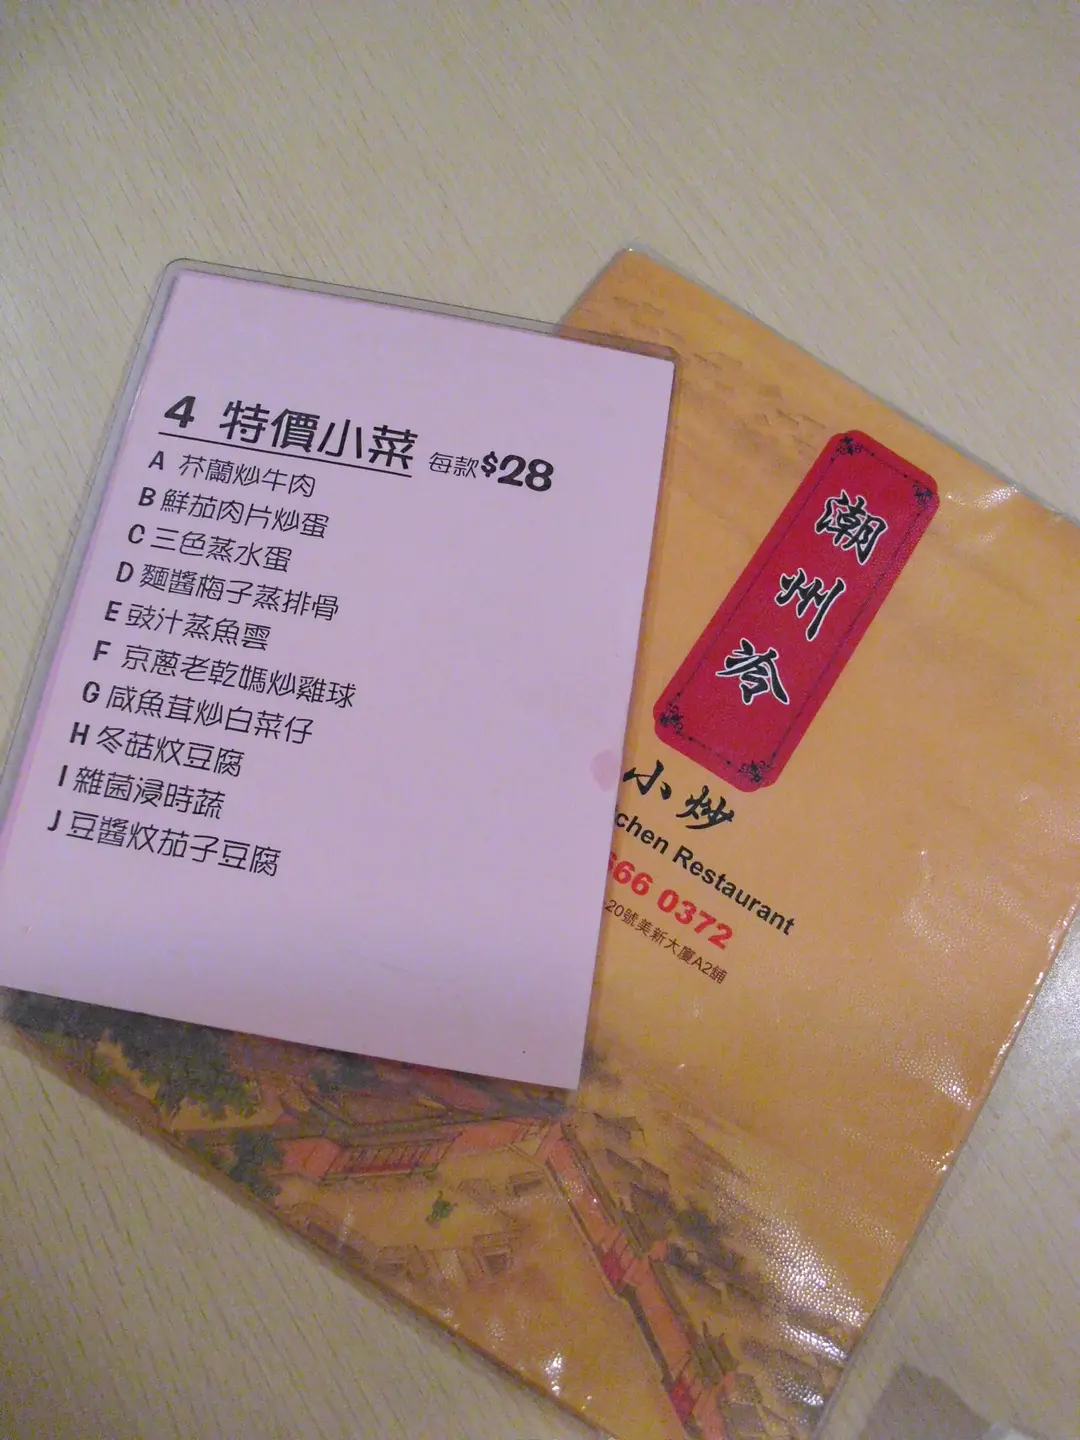 4 特價小菜 每款$28
A 芥蘭炒牛肉
B 鮮茄肉片炒蛋
C 三色蒸水蛋
D 麵醬梅子蒸排骨
E 豉汁蒸魚雲
F 京蔥老乾媽炒雞球
G 咸魚茸炒白菜仔
H 冬菇炆豆腐
I 雜菌浸時蔬
J 豆醬炆茄子豆腐
潮州冷
小炒
chen Restaurant
66 0372
20號美新大廈A2舖